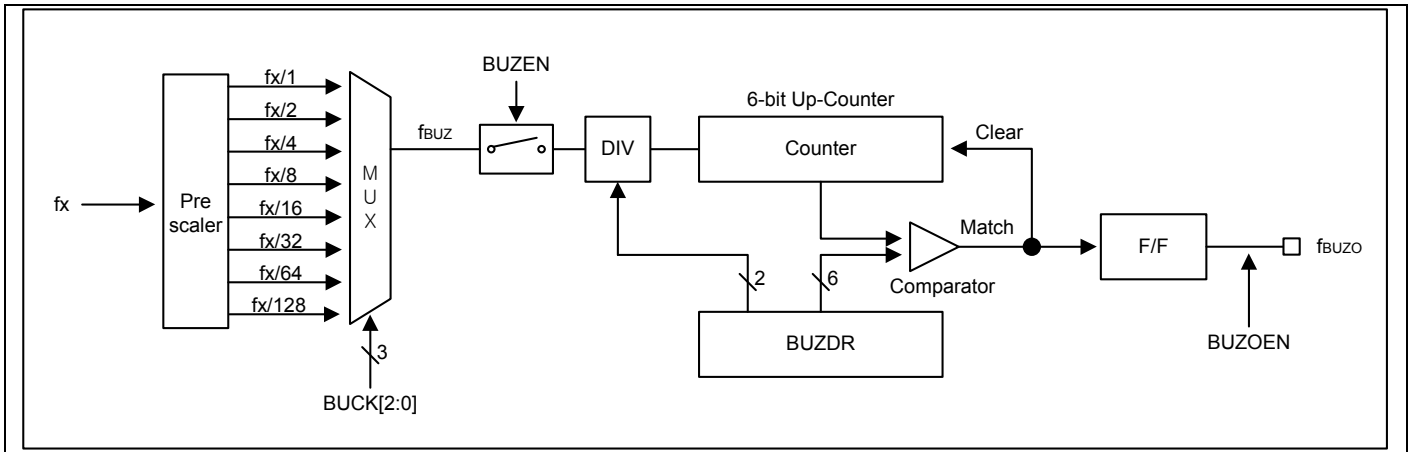 BUZEN
6-bit Up-Counter
fx/1
fx/2
fx/4
fx/8
fx/16
fx/32
fx/64
fx/128
fx
Pre
scaler
M
U
X
fBUZ
DIV
Counter
Clear
Match
Comparator
F/F
fBUZO
2
6
BUZDR
BUZOEN
3
BUCK[2:0]